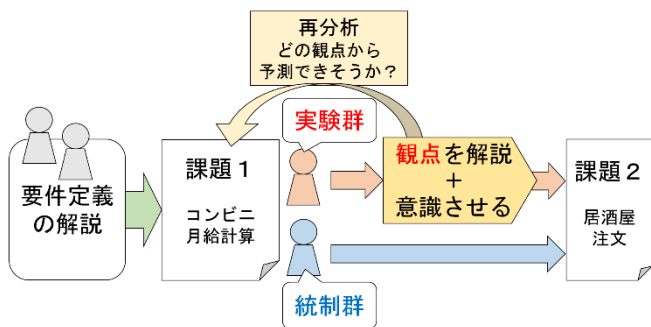 再分析
どの観点から
予測できそうか？
要件定義
の解説
課題１
コンビニ
月給計算
実験群
統制群
観点を解説
＋
意識させる
課題２
居酒屋
注文